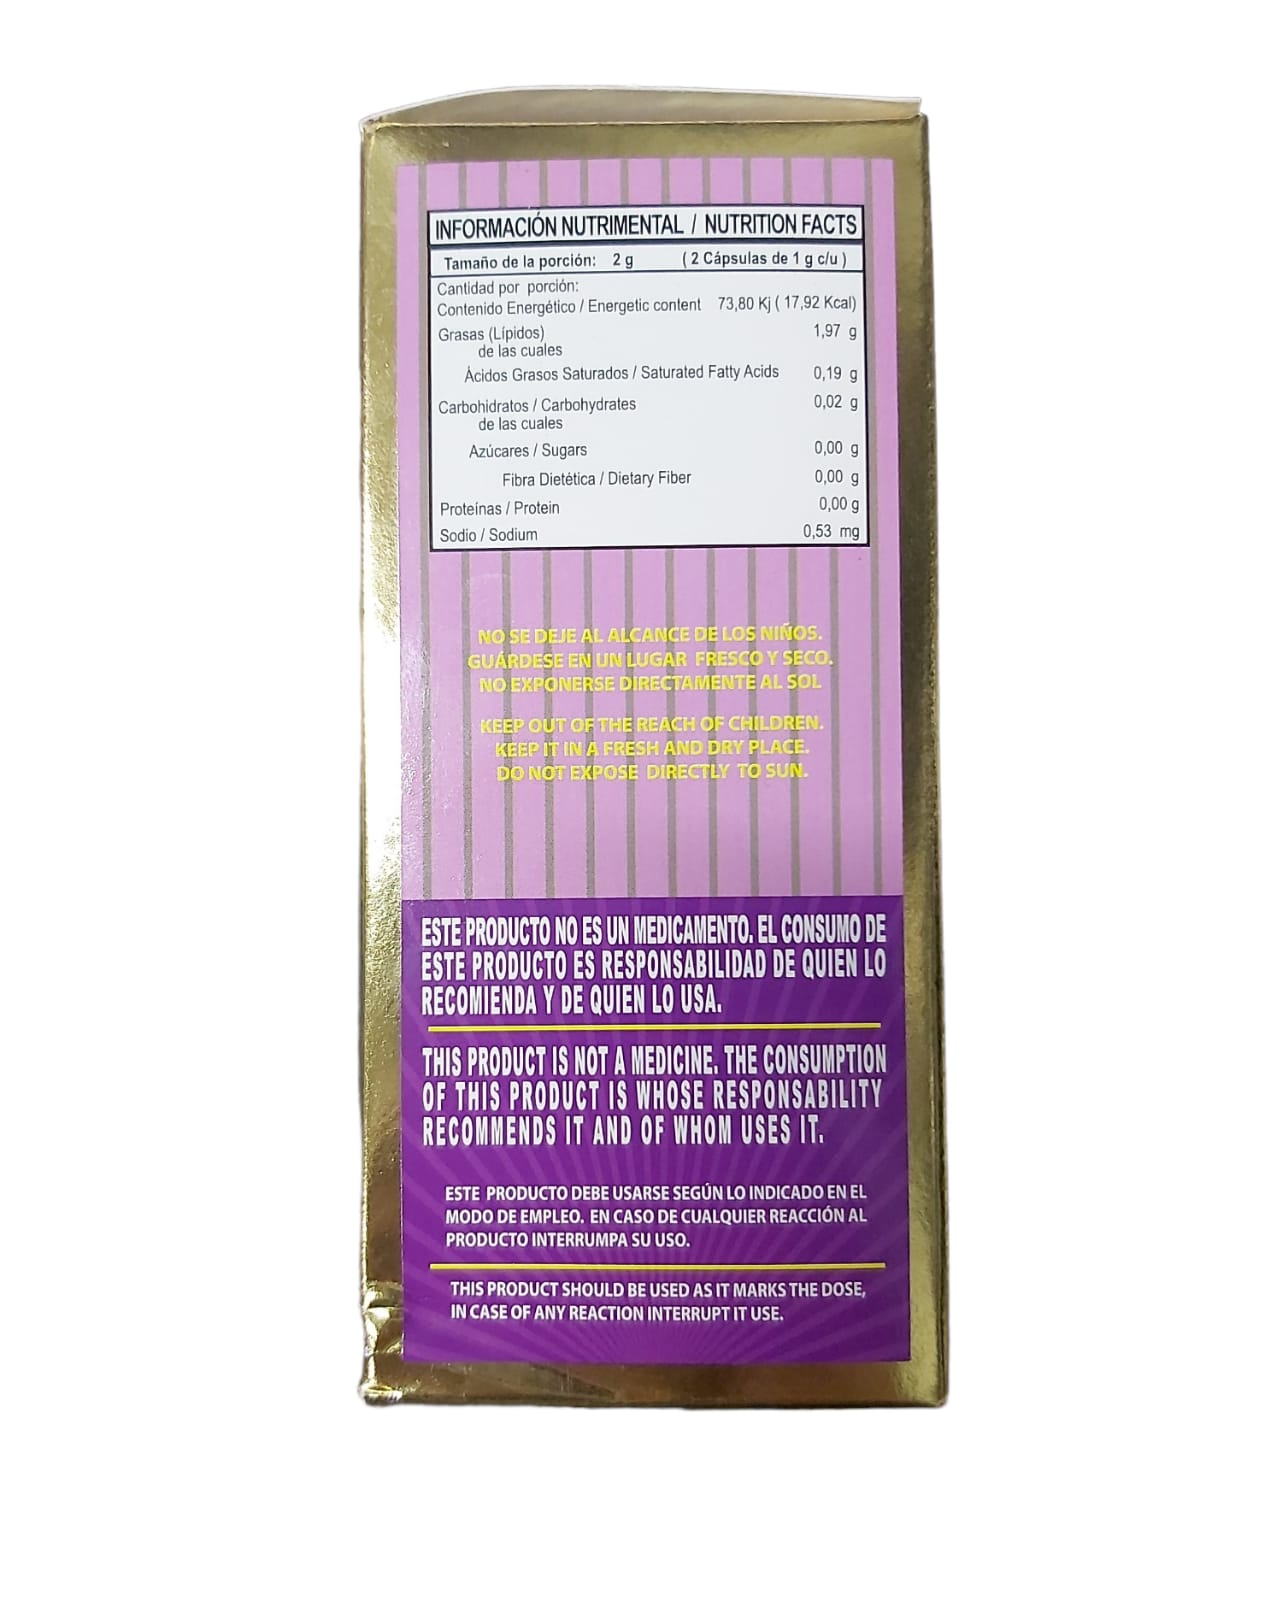 INFORMACIÓN NUTRIMENTAL / NUTRITION FACTS
Tamaño de la porción: 2 g ( 2 Cápsulas de 1 g c/u )
Cantidad por porción:
Contenido Energético / Energetic content 73,80 Kj ( 17,92 Kcal)
Grasas (Lípidos) 1,97 g
de las cuales
Ácidos Grasos Saturados / Saturated Fatty Acids 0,19 g
Carbohidratos / Carbohydrates 0,02 g
de las cuales
Azúcares / Sugars 0,00 g
Fibra Dietética / Dietary Fiber 0,00 g
Proteínas / Protein 0,00 g
Sodio / Sodium 0,53 mg
NO SE DEJE AL ALCANCE DE LOS NIÑOS.
GUÁRDESE EN UN LUGAR FRESCO Y SECO.
NO EXPONERSE DIRECTAMENTE AL SOL
KEEP OUT OF THE REACH OF CHILDREN.
KEEP IT IN A FRESH AND DRY PLACE.
DO NOT EXPOSE DIRECTLY TO SUN.
ESTE PRODUCTO NO ES UN MEDICAMENTO. EL CONSUMO DE
ESTE PRODUCTO ES RESPONSABILIDAD DE QUIEN LO
RECOMIENDA Y DE QUIEN LO USA.
THIS PRODUCT IS NOT A MEDICINE. THE CONSUMPTION
OF THIS PRODUCT IS WHOSE RESPONSABILITY
RECOMMENDS IT AND OF WHOM USES IT.
ESTE PRODUCTO DEBE USARSE SEGÚN LO INDICADO EN EL
MODO DE EMPLEO. EN CASO DE CUALQUIER REACCIÓN AL
PRODUCTO INTERRUMPA SU USO.
THIS PRODUCT SHOULD BE USED AS IT MARKS THE DOSE,
IN CASE OF ANY REACTION INTERRUPT IT USE.